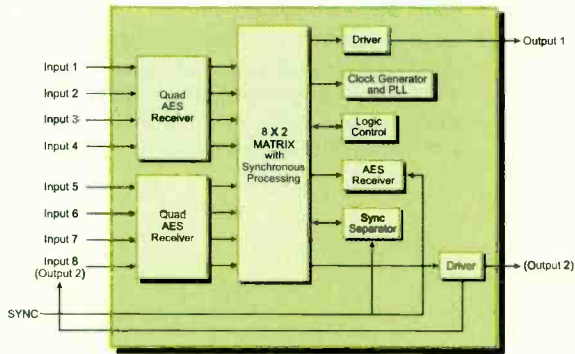 Input 1
Input 2
Input 3
Input 4
Input 5
Input 6
Input 7
Input 8
(Output 2)
SYNC
Quad
AES
Receiver
Quad
AES
Receiver
8 X 2
MATRIX
with
Synchronous
Processing
Driver
Clock Generator
and PLL
Logic
Control
AES
Receiver
Sync
Separator
Driver
Output 1
(Output 2)